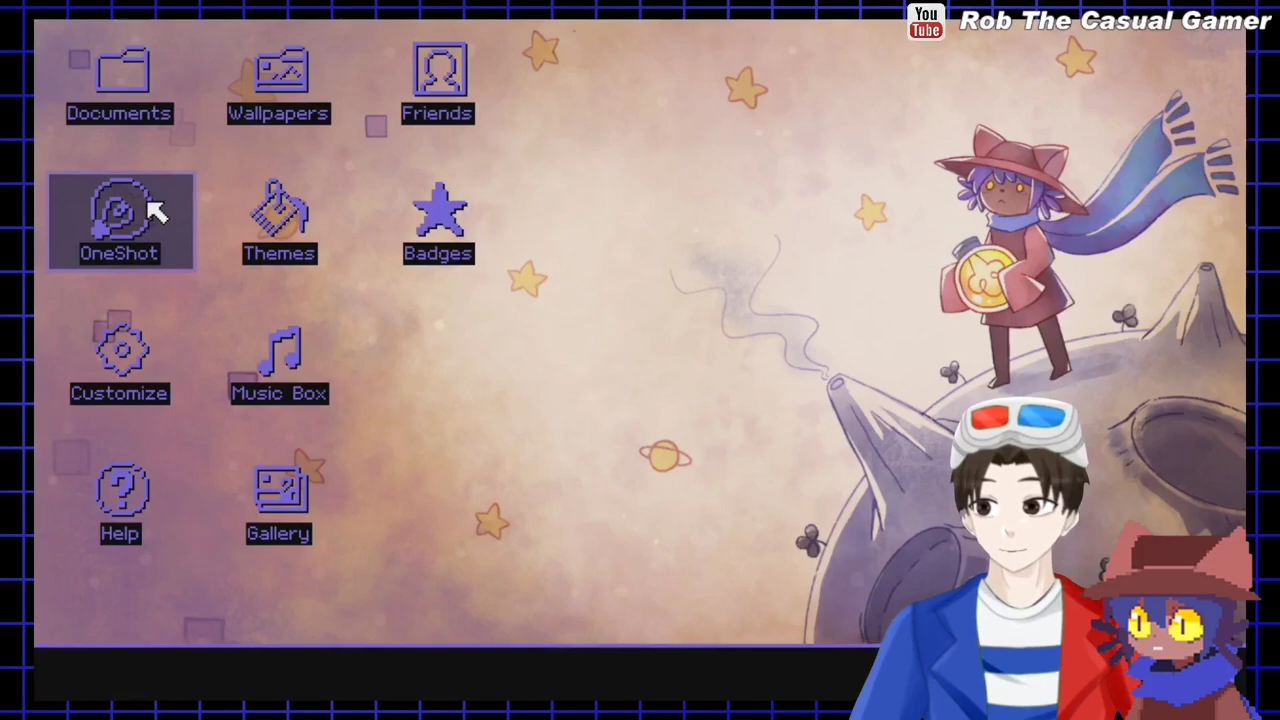 You
Tube
Rob The Casual Gamer
Documents
Wallpapers
Friends
OneShot
Themes
Badges
Customize
Music Box
Help
Gallery